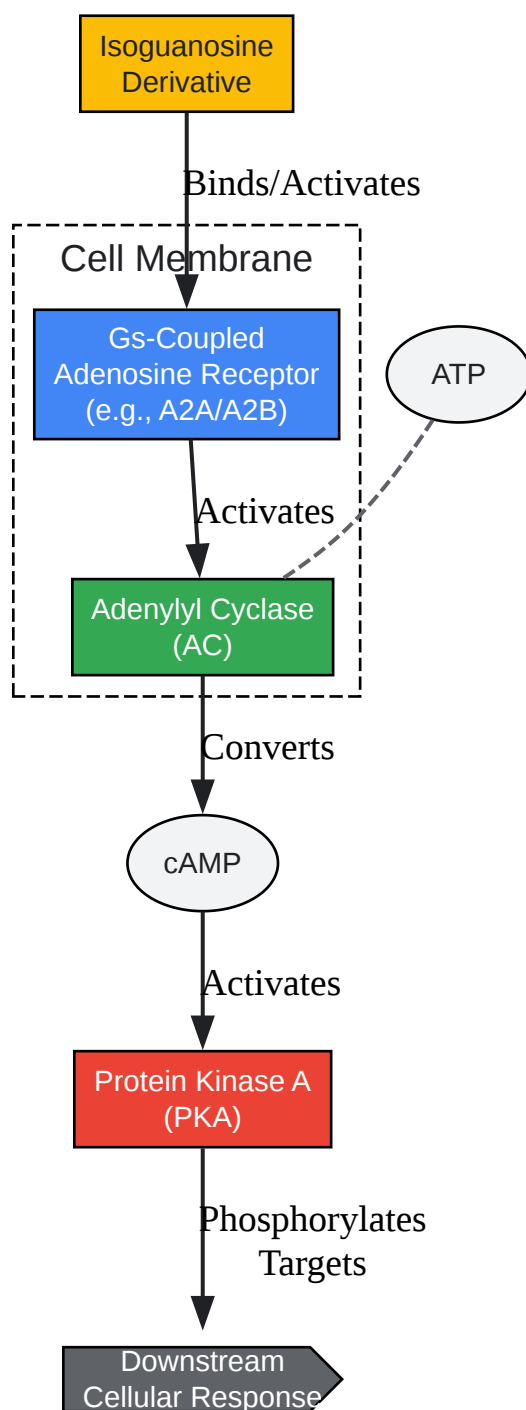 Isoguanosine
Derivative
Binds/Activates
Cell Membrane
Gs-Coupled
Adenosine Receptor
(e.g., A2A/A2B)
ATP
Activates
Adenylyl Cyclase
(AC)
Converts
cAMP
Activates
Protein Kinase A
(PKA)
Phosphorylates
Targets
Downstream
Cellular Response